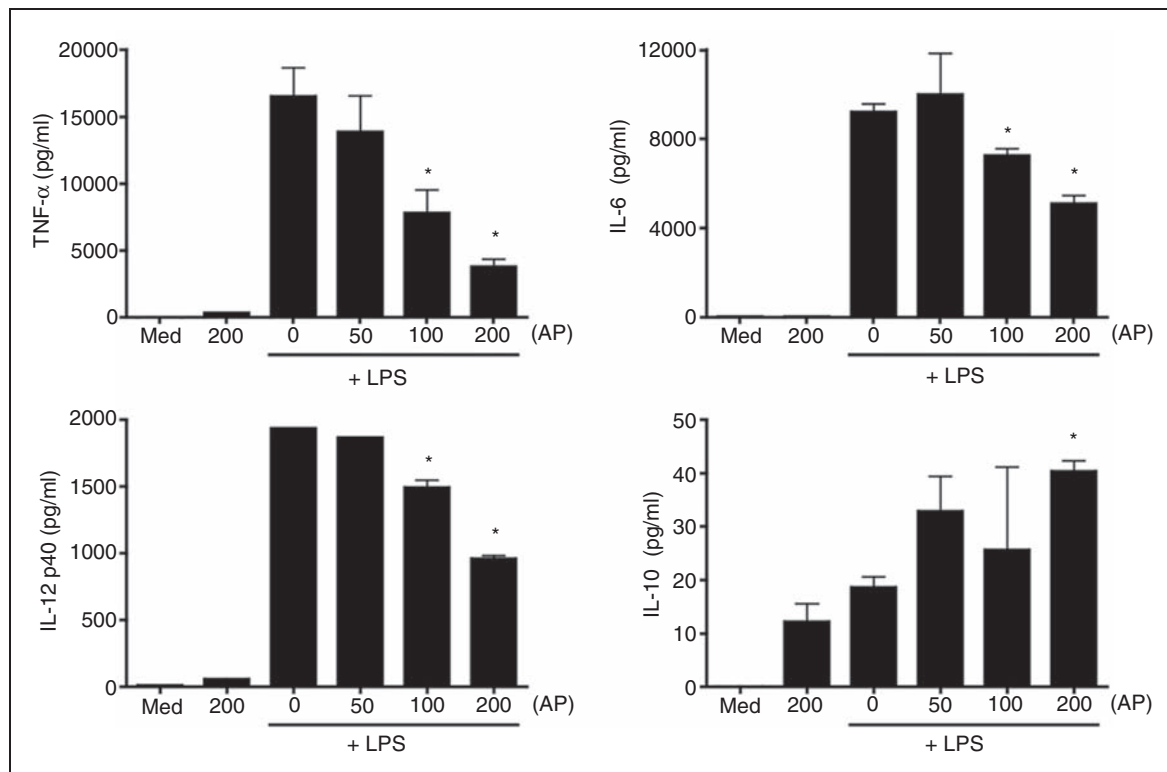 20000
15000
10000
5000
0
TNF-α (pg/ml)
*
*
Med 200 0 50 100 200 (AP)
+ LPS
12000
8000
4000
0
IL-6 (pg/ml)
*
*
Med 200 0 50 100 200 (AP)
+ LPS
2000
1500
1000
500
0
IL-12 p40 (pg/ml)
*
*
Med 200 0 50 100 200 (AP)
+ LPS
50
40
30
20
10
0
IL-10 (pg/ml)
*
Med 200 0 50 100 200 (AP)
+ LPS